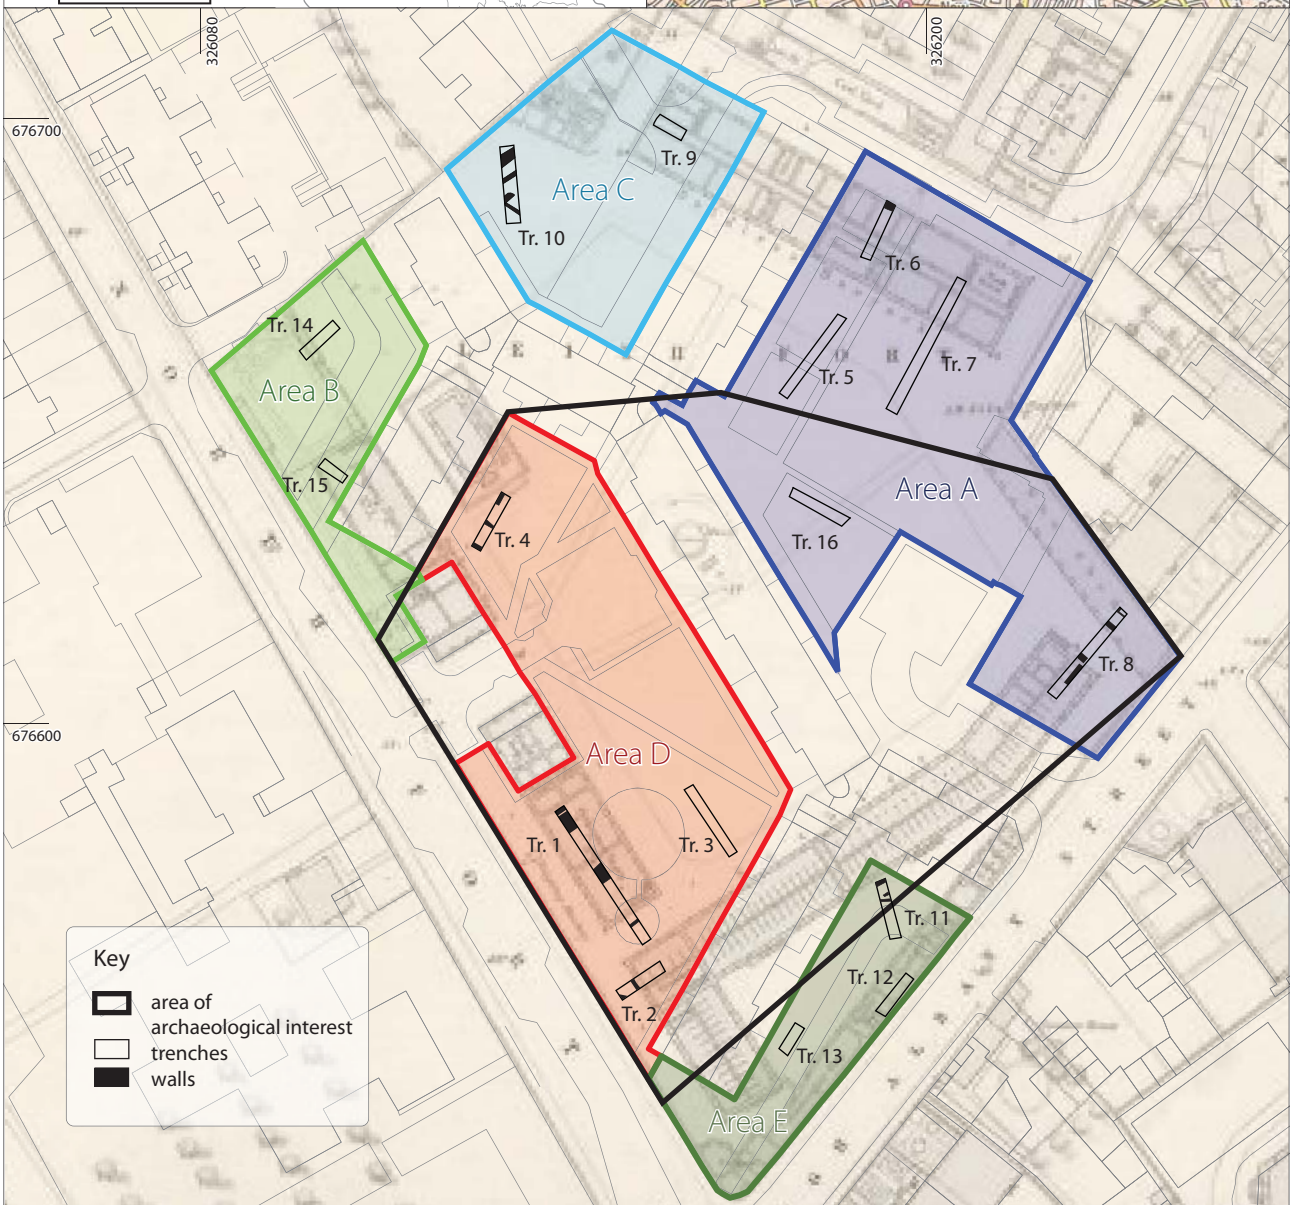 326080
326200
676700
Tr. 9
Area C
Tr. 10
Tr. 6
Tr. 14
Tr. 7
Tr. 5
Area B
L E I T H F O R T
Tr. 15
Area A
Tr. 4
Tr. 16
Tr. 8
676600
Area D
Tr. 1
Tr. 3
Tr. 11
Tr. 12
Tr. 2
Tr. 13
Area E
Key
area of
archaeological interest
trenches
walls